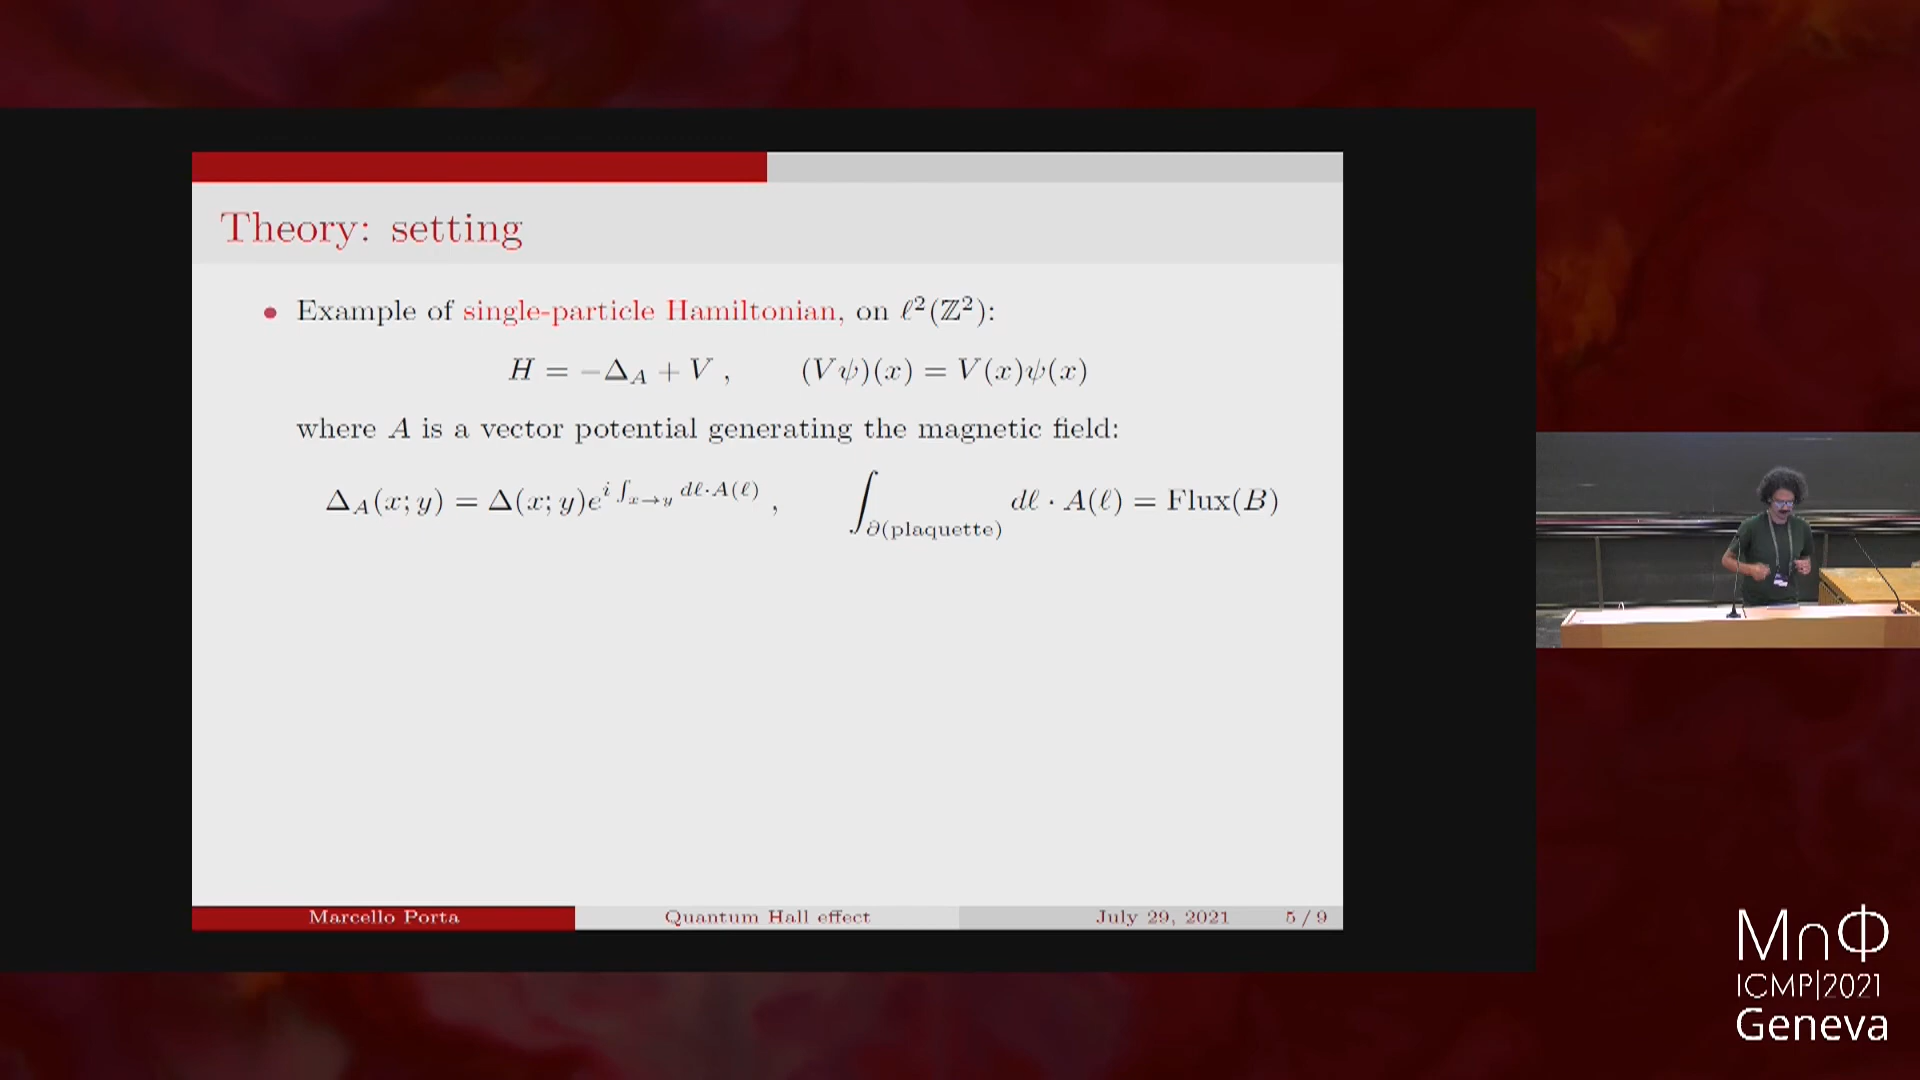 Theory: setting
• Example of single-particle Hamiltonian, on ℓ²(ℤ²):
H = −Δ_A + V ,    (Vψ)(x) = V(x)ψ(x)
where A is a vector potential generating the magnetic field:
Δ_A(x; y) = Δ(x; y)e^{i ∫_{x→y} dℓ·A(ℓ)} ,    ∫_{∂(plaquette)} dℓ · A(ℓ) = Flux(B)
Marcello Porta    Quantum Hall effect    July 29, 2021    5 / 9
M∩Φ
ICMP|2021
Geneva